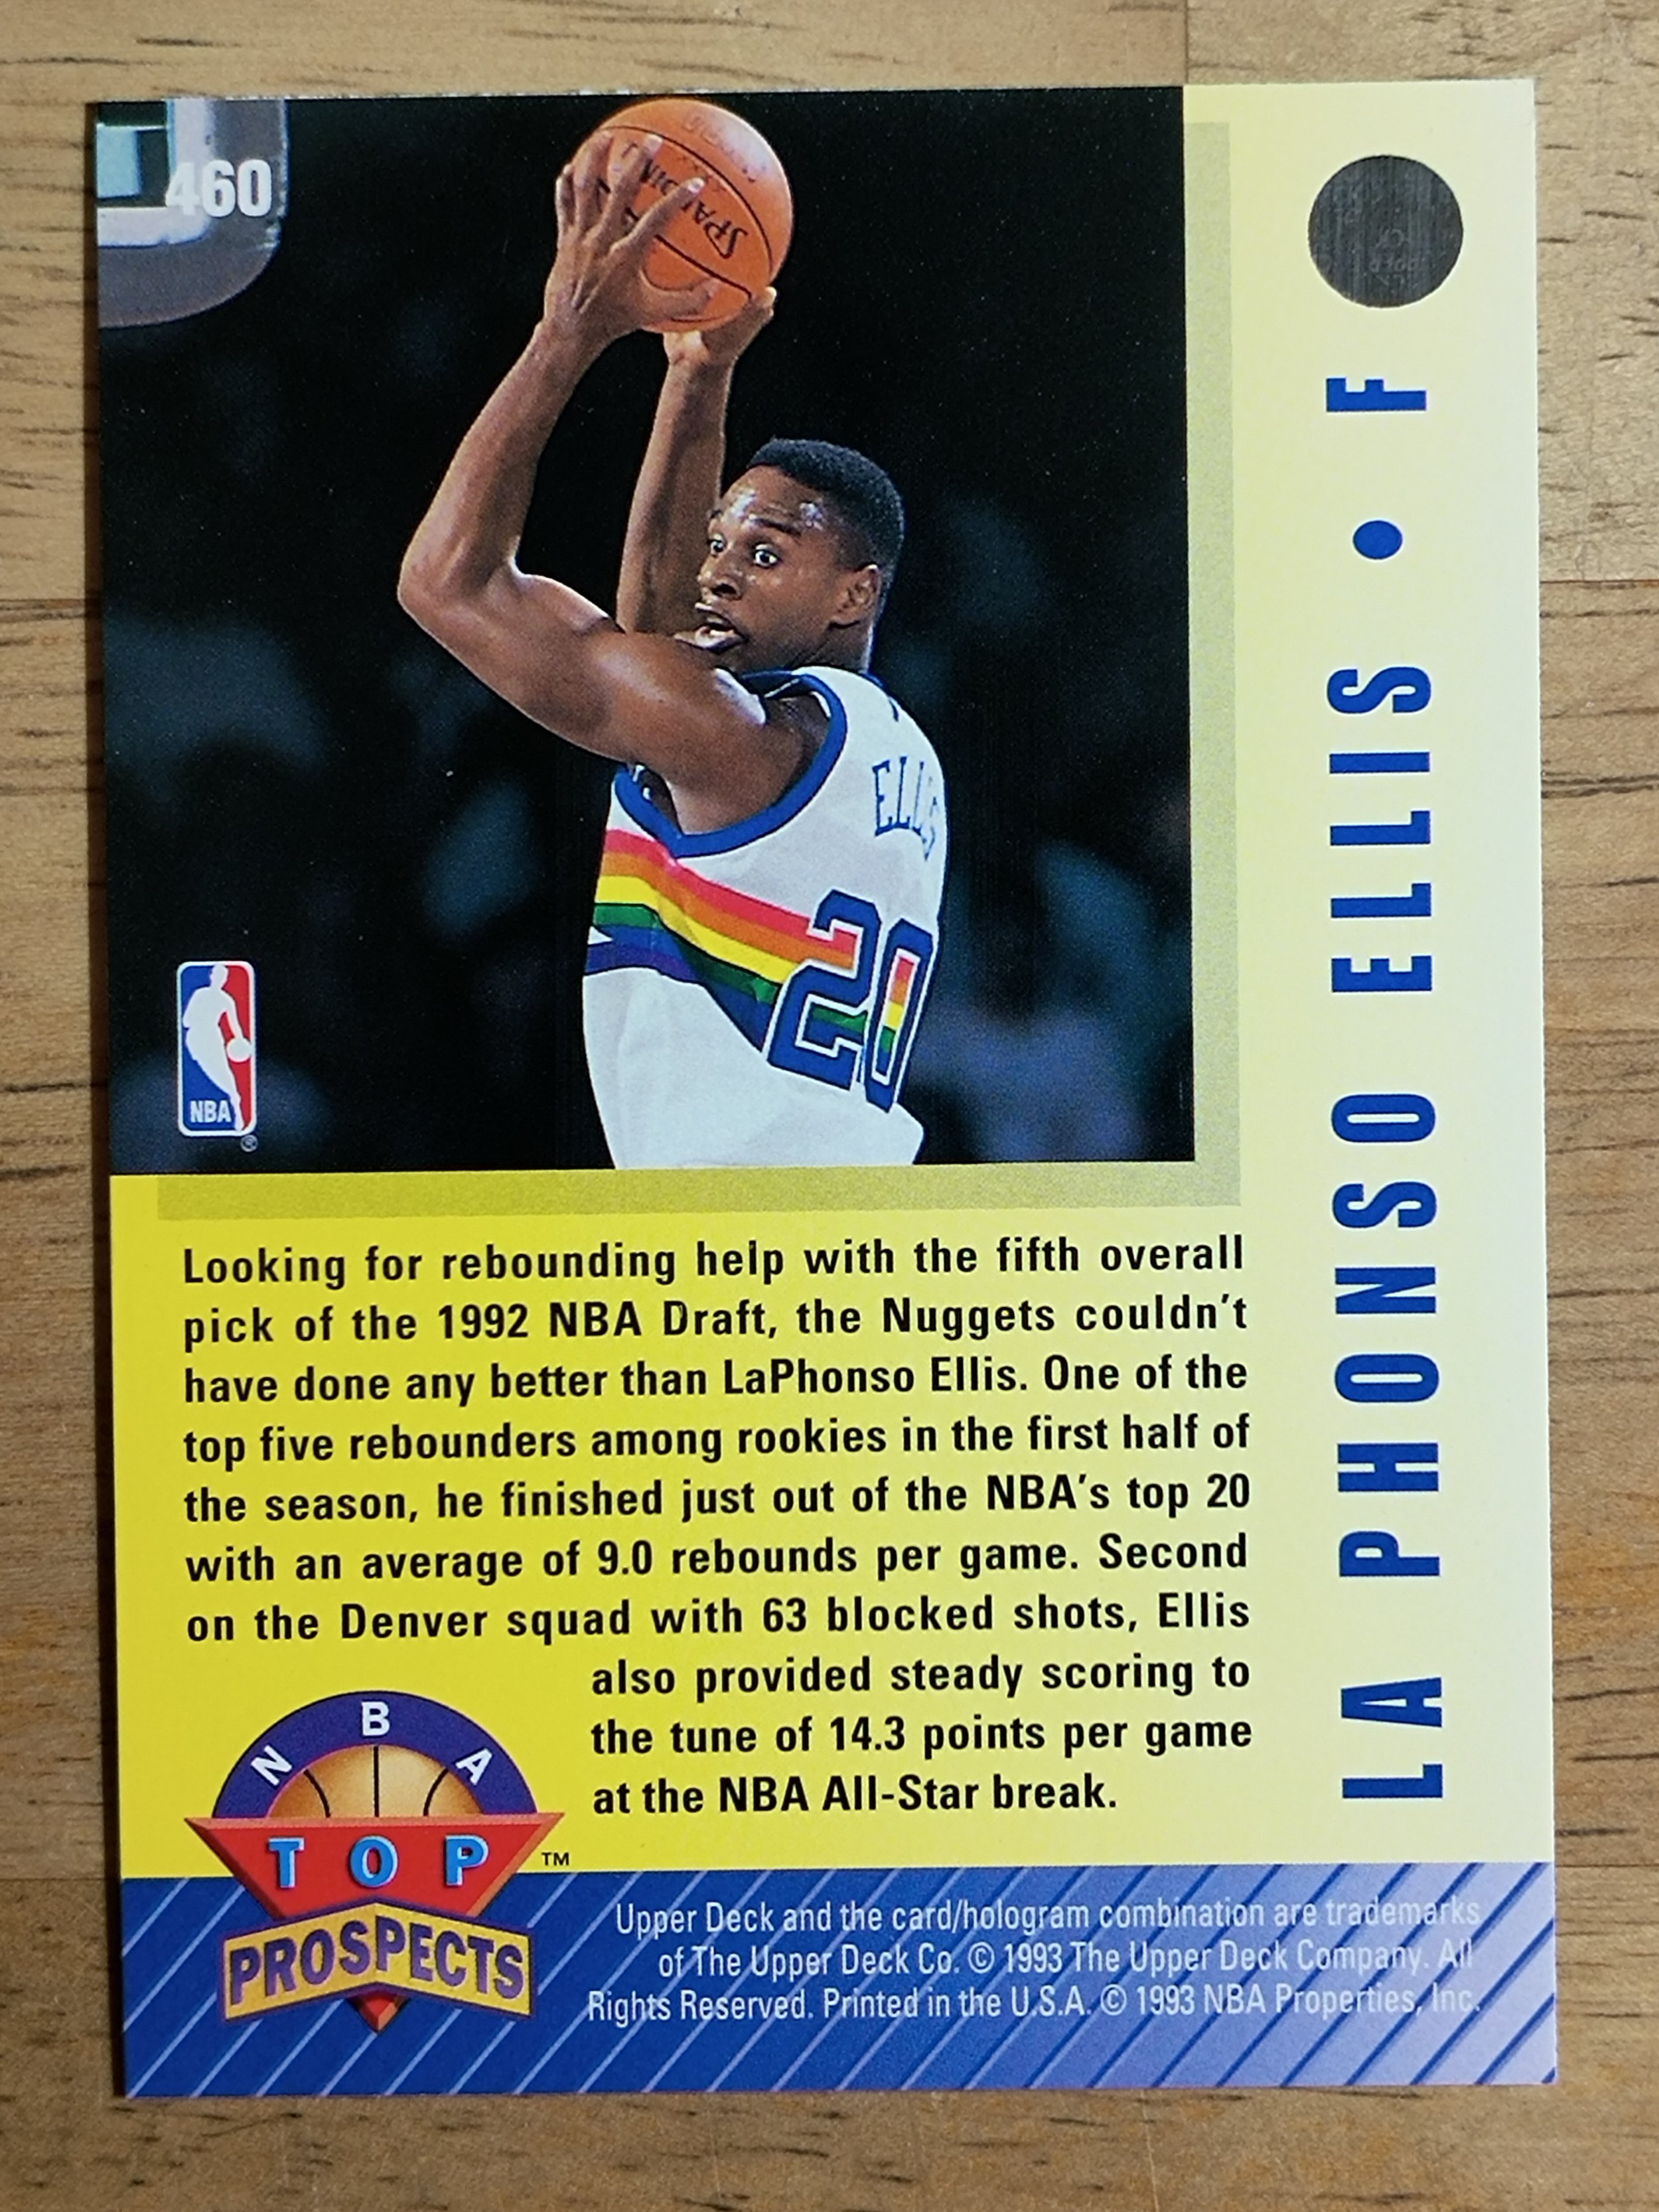 460
SPALDING
ELLIS
20
NBA
®
LA PHONSO ELLIS • F
Looking for rebounding help with the fifth overall
pick of the 1992 NBA Draft, the Nuggets couldn't
have done any better than LaPhonso Ellis. One of the
top five rebounders among rookies in the first half of
the season, he finished just out of the NBA's top 20
with an average of 9.0 rebounds per game. Second
on the Denver squad with 63 blocked shots, Ellis
also provided steady scoring to
the tune of 14.3 points per game
at the NBA All-Star break.
NBA
TOP
PROSPECTS
TM
Upper Deck and the card/hologram combination are trademarks
of The Upper Deck Co. © 1993 The Upper Deck Company. All
Rights Reserved. Printed in the U.S.A. © 1993 NBA Properties, Inc.